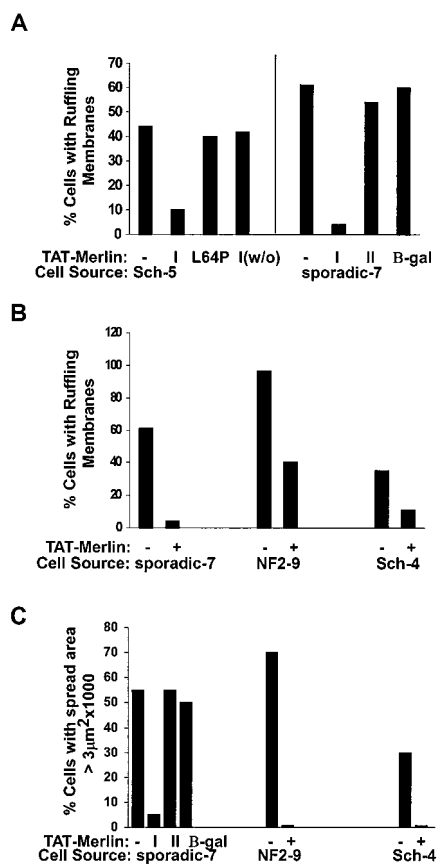 A
% Cells with Ruffling
Membranes
70
60
50
40
30
20
10
0
TAT-Merlin: - I L64P I(w/o) - I II B-gal
Cell Source: Sch-5 sporadic-7
B
% Cells with Ruffling
Membranes
120
100
80
60
40
20
0
TAT-Merlin: - + - + - +
Cell Source: sporadic-7 NF2-9 Sch-4
C
% Cells with spread area
> 3µm²x1000
80
70
60
50
40
30
20
10
0
TAT-Merlin: - I II B-gal - + - +
Cell Source: sporadic-7 NF2-9 Sch-4